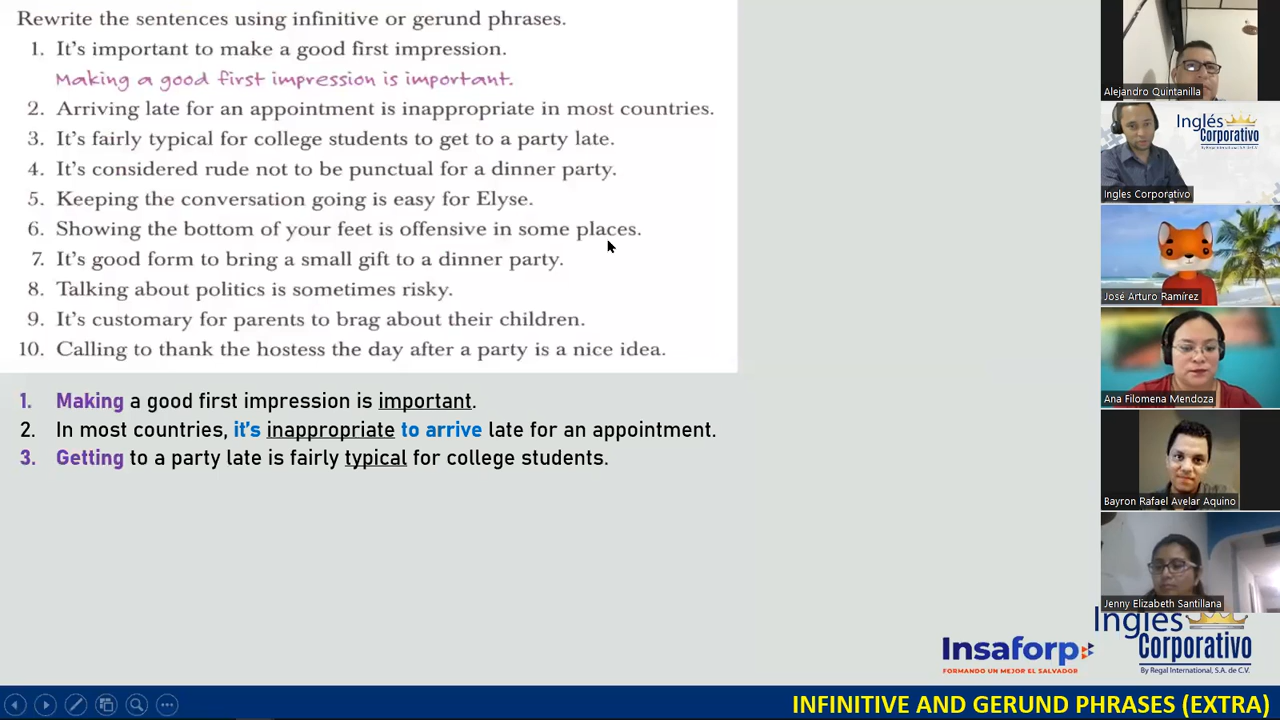 Rewrite the sentences using infinitive or gerund phrases.
1. It's important to make a good first impression.
Making a good first impression is important.
2. Arriving late for an appointment is inappropriate in most countries.
3. It's fairly typical for college students to get to a party late.
4. It's considered rude not to be punctual for a dinner party.
5. Keeping the conversation going is easy for Elyse.
6. Showing the bottom of your feet is offensive in some places.
7. It's good form to bring a small gift to a dinner party.
8. Talking about politics is sometimes risky.
9. It's customary for parents to brag about their children.
10. Calling to thank the hostess the day after a party is a nice idea.
1. Making a good first impression is important.
2. In most countries, it's inappropriate to arrive late for an appointment.
3. Getting to a party late is fairly typical for college students.
Alejandro Quintanilla
Inglés
Corporativo
By Regal International, S.A. de C.V.
Ingles Corporativo
José Arturo Ramírez
Ana Filomena Mendoza
Bayron Rafael Avelar Aquino
Jenny Elizabeth Santillana
Insaforp
FORMANDO UN MEJOR EL SALVADOR
Inglés
Corporativo
By Regal International, S.A. de C.V.
INFINITIVE AND GERUND PHRASES (EXTRA)